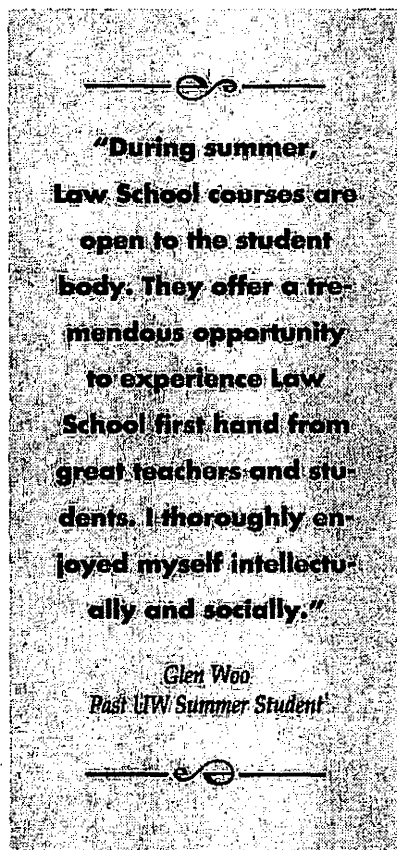 "During summer,
Law School courses are
open to the student
body. They offer a tre-
mendous opportunity
to experience Law
School first hand from
great teachers and stu-
dents. I thoroughly en-
joyed myself intellectu-
ally and socially."
Glen Woo
Past UW Summer Student